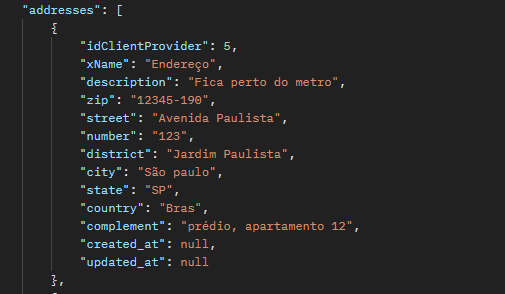 "addresses": [
{
"idClientProvider": 5,
"xName": "Endereço",
"description": "Fica perto do metro",
"zip": "12345-190",
"street": "Avenida Paulista",
"number": "123",
"district": "Jardim Paulista",
"city": "São paulo",
"state": "SP",
"country": "Bras",
"complement": "prédio, apartamento 12",
"created_at": null,
"updated_at": null
},